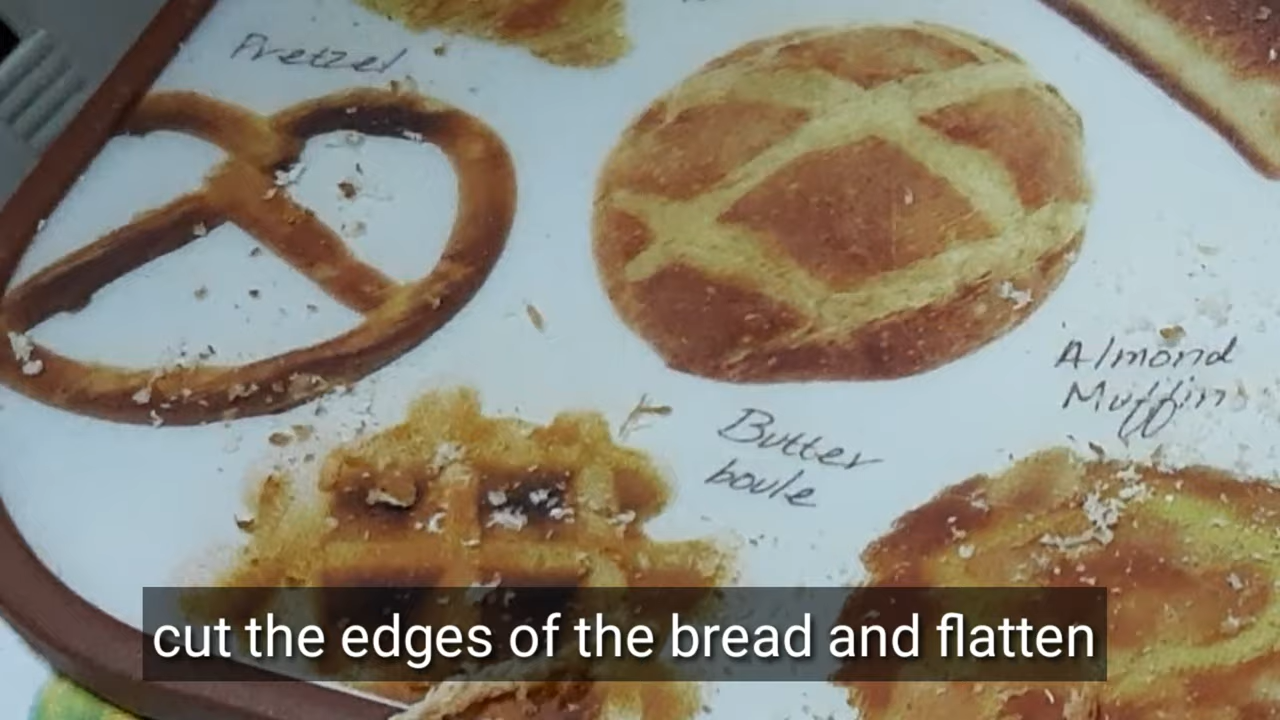 Pretzel
Almond
Muffin
Butter
boule
cut the edges of the bread and flatten